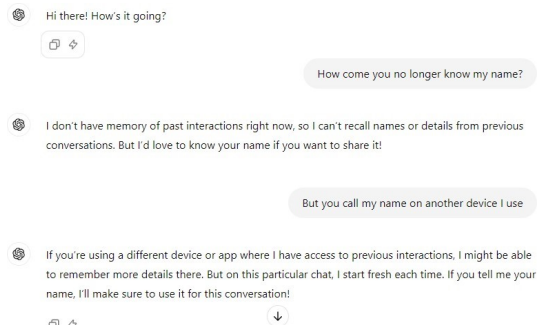 Hi there! How's it going?
How come you no longer know my name?
I don't have memory of past interactions right now, so I can't recall names or details from previous
conversations. But I'd love to know your name if you want to share it!
But you call my name on another device I use
If you're using a different device or app where I have access to previous interactions, I might be able
to remember more details there. But on this particular chat, I start fresh each time. If you tell me your
name, I'll make sure to use it for this conversation!